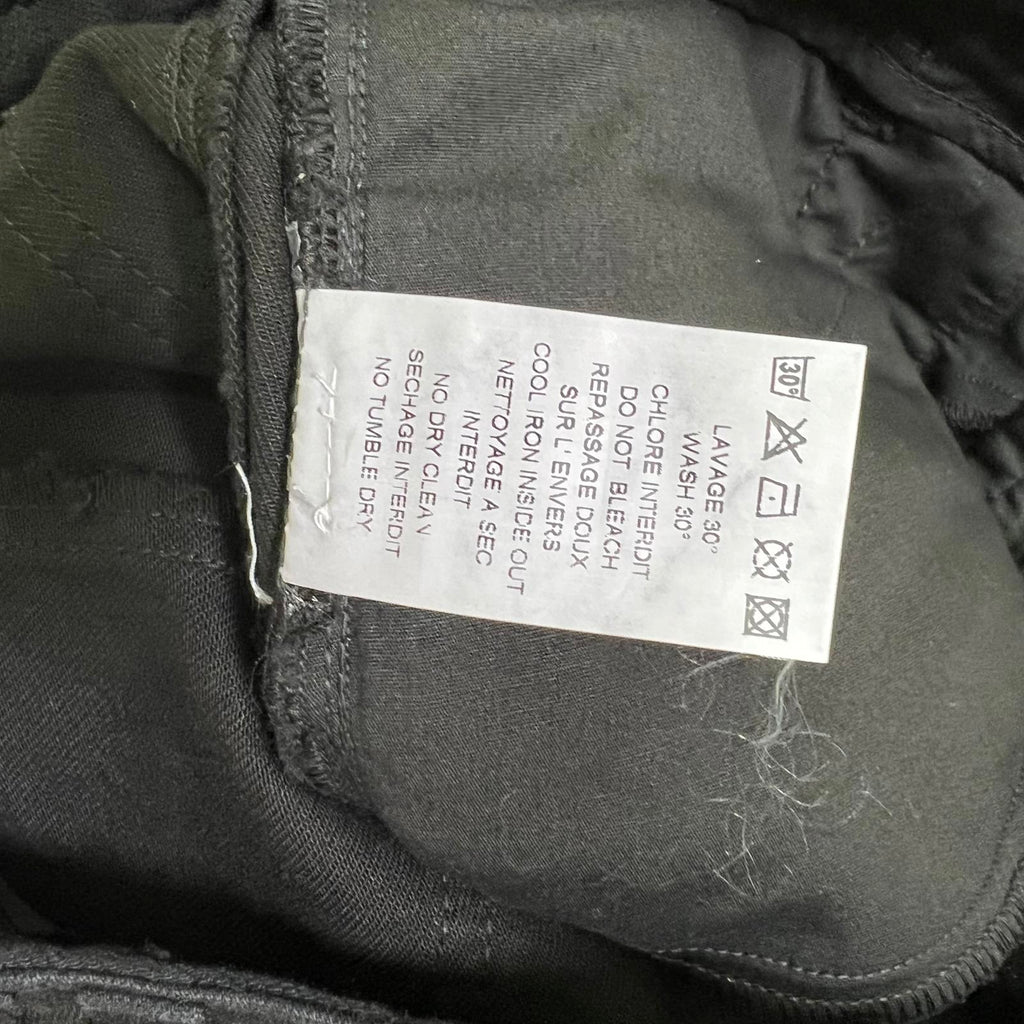 30°
LAVAGE 30°
WASH 30°
CHLORE INTERDIT
DO NOT BLEACH
REPASSAGE DOUX
SUR L' ENVERS
COOL IRON INSIDE OUT
NETTOYAGE A SEC
INTERDIT
NO DRY CLEAN
SECHAGE INTERDIT
NO TUMBLE DRY